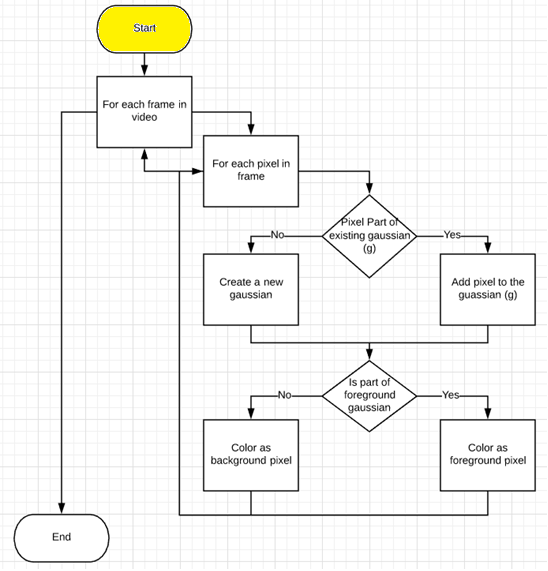 Start
For each frame in
video
For each pixel in
frame
Pixel Part of
existing gaussian
(g)
No
Yes
Create a new
gaussian
Add pixel to the
guassian (g)
Is part of
foreground
gaussian
No
Yes
Color as
background pixel
Color as
foreground pixel
End